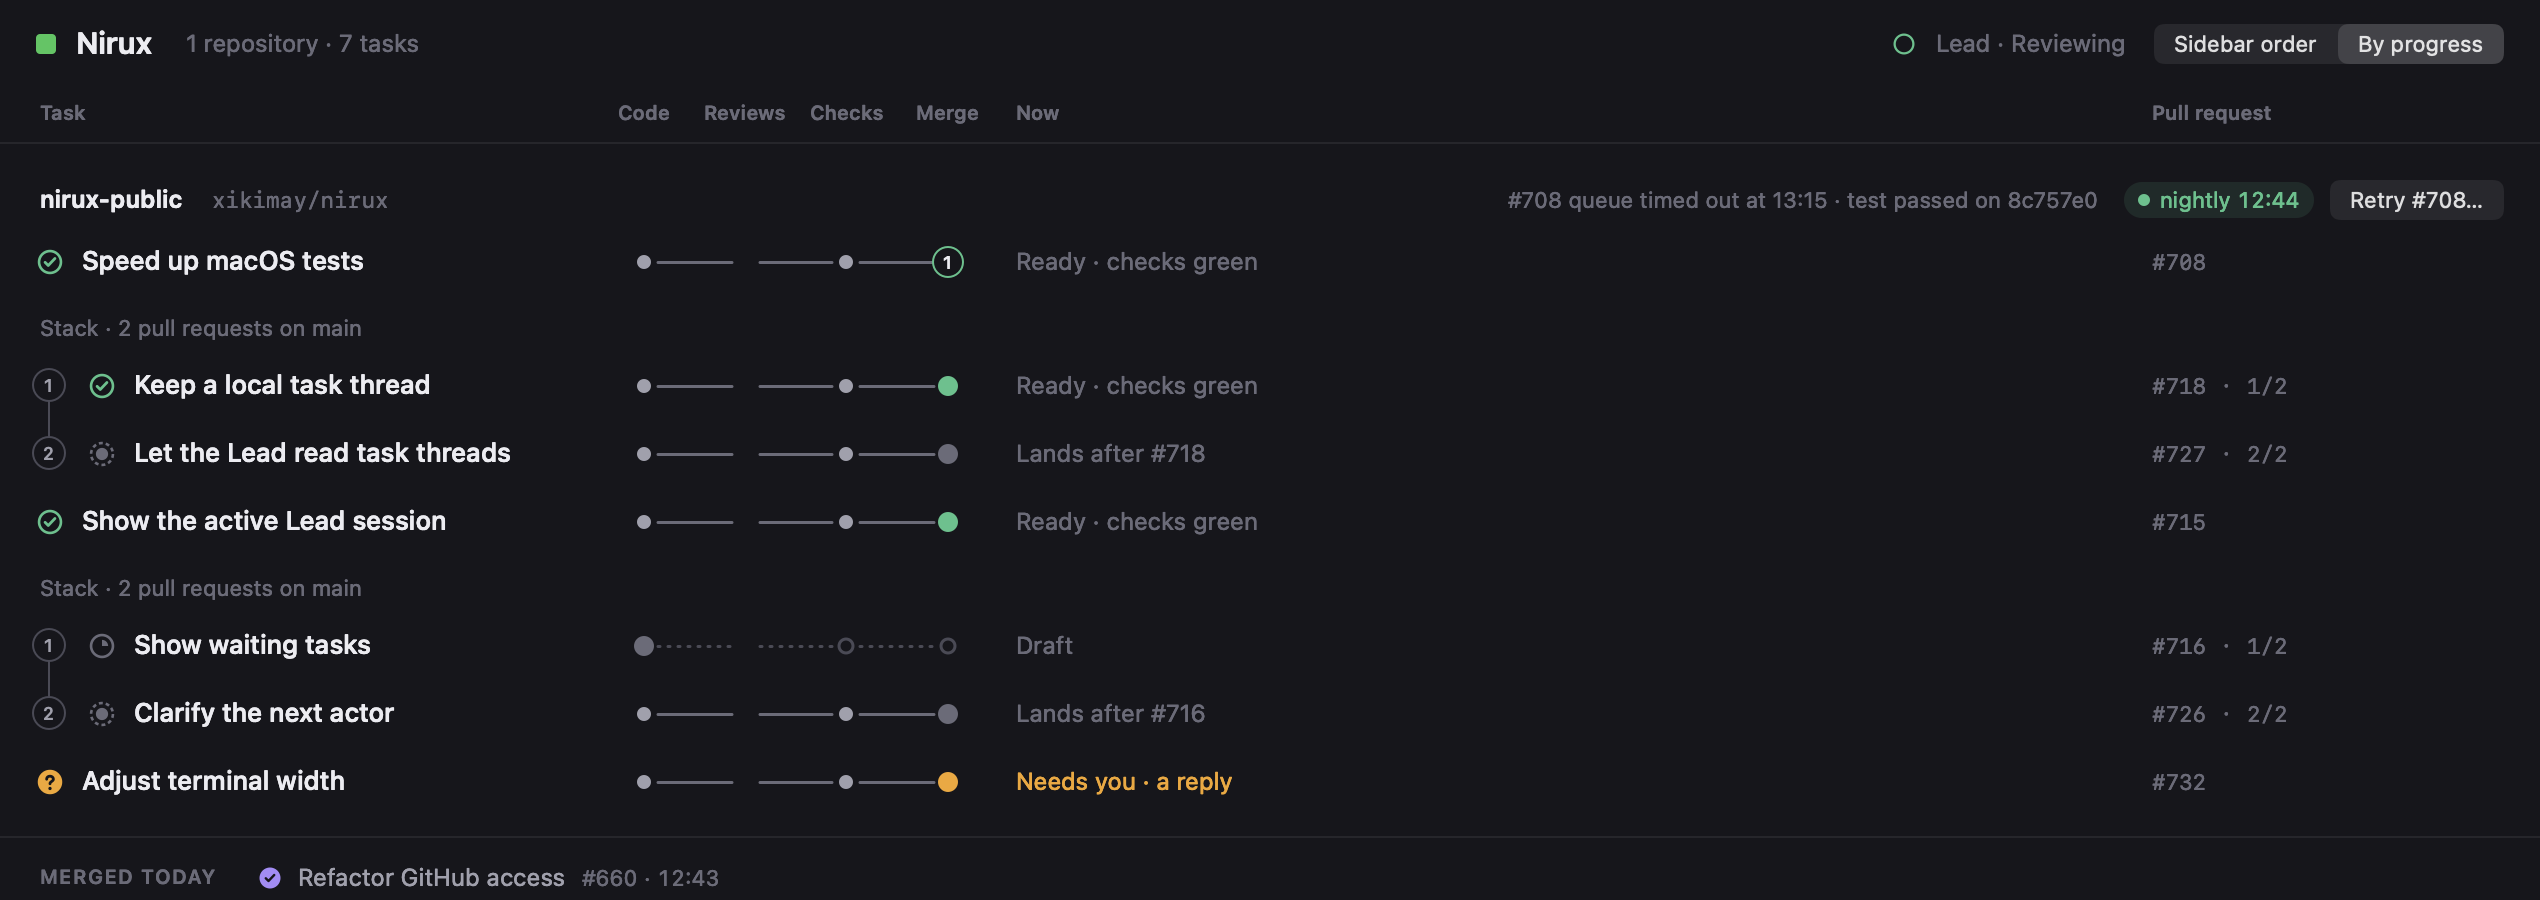 Nirux 1 repository · 7 tasks Lead · Reviewing Sidebar order By progress
Task Code Reviews Checks Merge Now Pull request
nirux-public xikimay/nirux #708 queue timed out at 13:15 · test passed on 8c757e0 nightly 12:44 Retry #708...
Speed up macOS tests 1 Ready · checks green #708
Stack · 2 pull requests on main
1 Keep a local task thread Ready · checks green #718 · 1/2
2 Let the Lead read task threads Lands after #718 #727 · 2/2
Show the active Lead session Ready · checks green #715
Stack · 2 pull requests on main
1 Show waiting tasks Draft #716 · 1/2
2 Clarify the next actor Lands after #716 #726 · 2/2
? Adjust terminal width Needs you · a reply #732
MERGED TODAY Refactor GitHub access #660 · 12:43